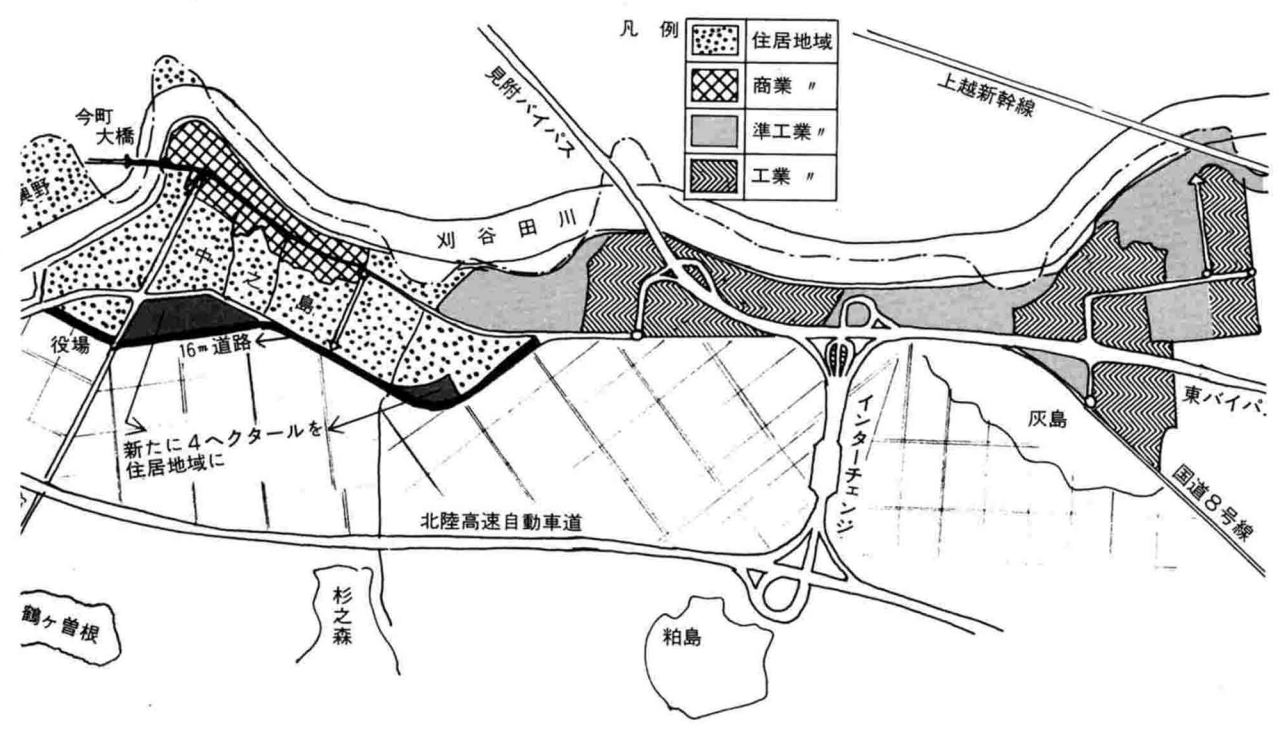 凡例
住居地域
商業 〃
準工業 〃
工業 〃
見附バイパス
上越新幹線
今町
大橋
刈谷田川
中之島
役場
16m道路
新たに4ヘクタールを
住居地域に
インターチェンジ
灰島
東バイパ
国道8号線
北陸高速自動車道
鶴ヶ曽根
杉之森
粕島